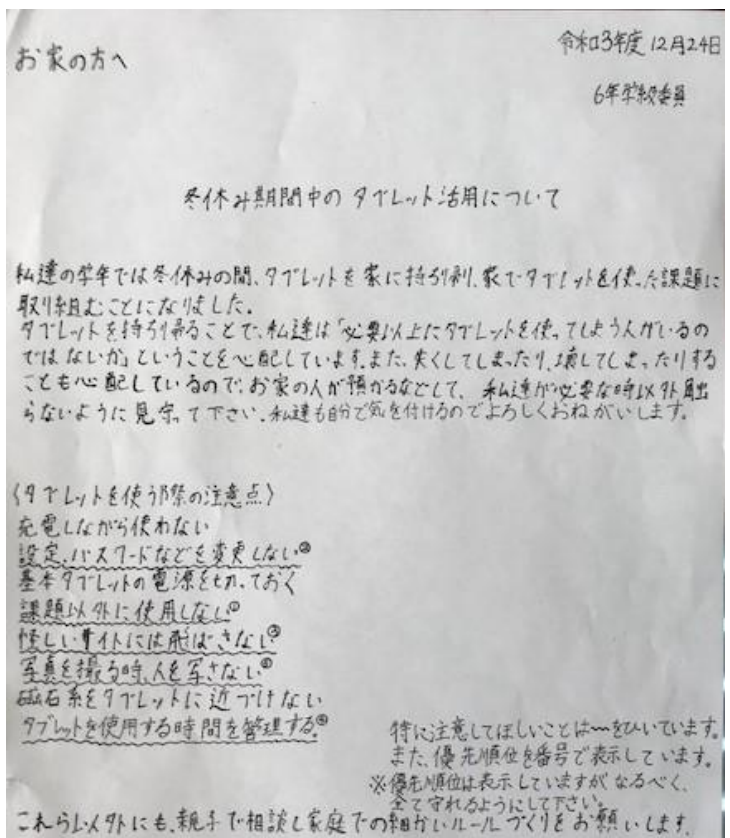 令和3年度 12月24日
お家の方へ
6年学級委員
冬休み期間中の タブレット活用について
私達の学年では冬休みの間、タブレットを家に持ち帰り、家でタブレットを使った課題に
取り組むことになりました。
タブレットを持ち帰ることで、私達は「必要以上にタブレットを使ってしまう人がいるの
ではないか」ということを心配しています。また、失くしてしまったり、壊してしまったりする
ことも心配しているので、お家の人が預かるなどして、私達が必要な時以外触
らないように見守って下さい。私達も自分で気を付けるのでよろしくおねがいします。
〈タブレットを使う際の注意点〉
充電しながら使わない
設定、パスワードなどを変更しない②
基本タブレットの電源を切っておく
課題以外に使用しない①
怪しいサイトには飛ばさない
写真を撮る時、人を写さない
磁石系をタブレットに近づけない
タブレットを使用する時間を管理する。④
特に注意してほしいことは〜〜をひいています。
また、優先順位を番号で表示しています。
※優先順位は表示していますが なるべく、
全て守れるようにして下さい。
これら以外にも、親子で相談し家庭での細かいルールづくりをお願いします